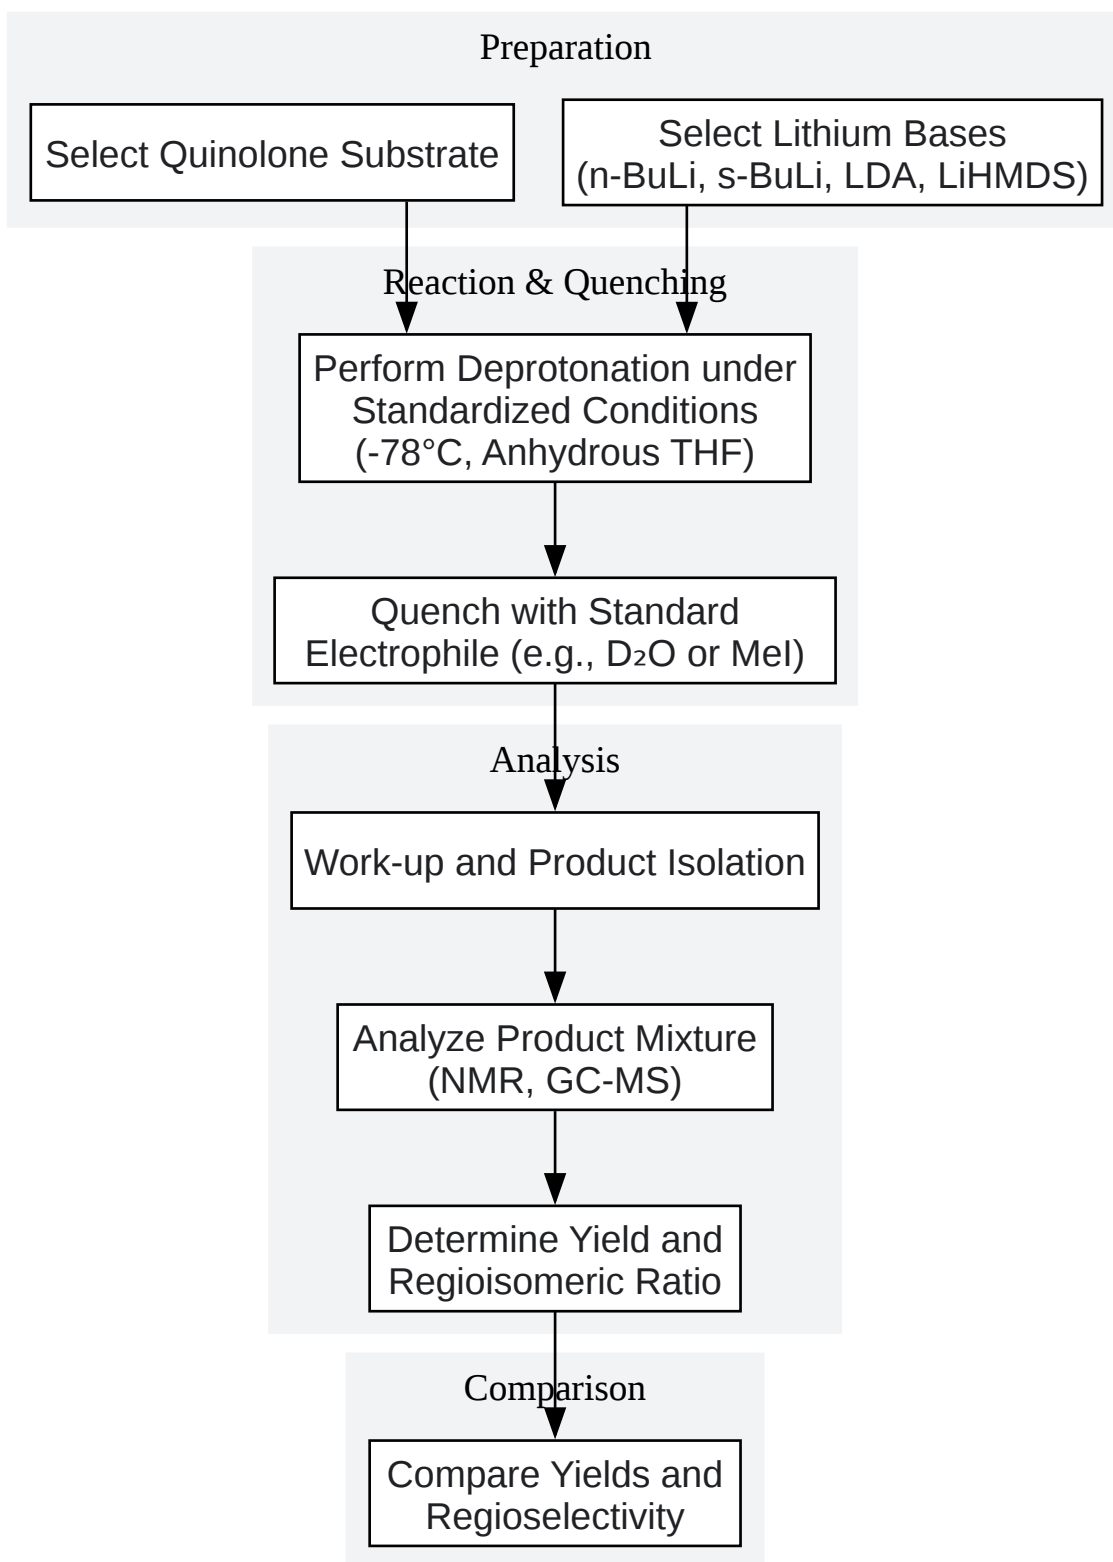 Preparation
Select Quinolone Substrate
Select Lithium Bases
(n-BuLi, s-BuLi, LDA, LiHMDS)
Reaction & Quenching
Perform Deprotonation under
Standardized Conditions
(-78°C, Anhydrous THF)
Quench with Standard
Electrophile (e.g., D₂O or MeI)
Analysis
Work-up and Product Isolation
Analyze Product Mixture
(NMR, GC-MS)
Determine Yield and
Regioisomeric Ratio
Comparison
Compare Yields and
Regioselectivity